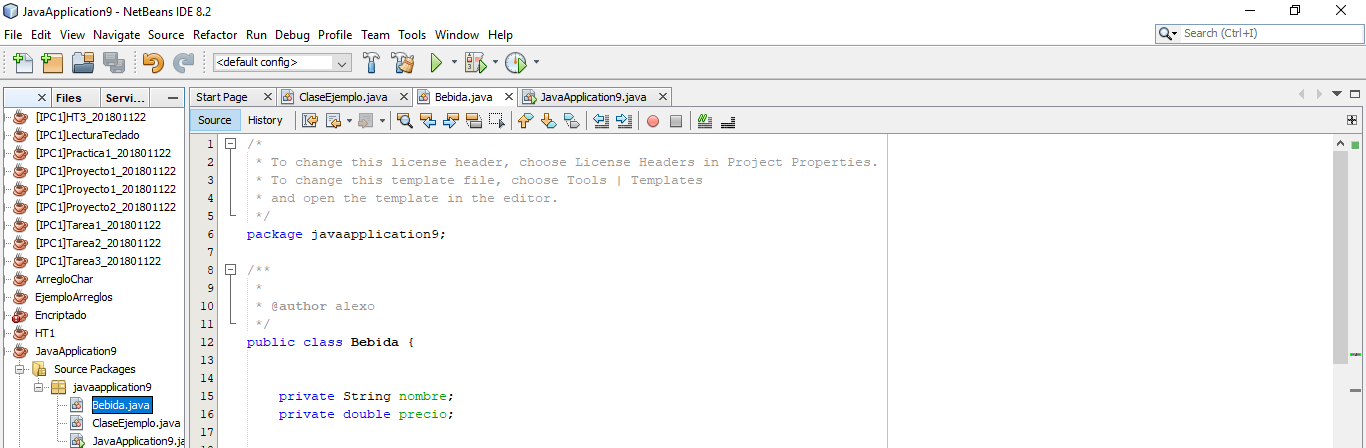 JavaApplication9 - NetBeans IDE 8.2
File Edit View Navigate Source Refactor Run Debug Profile Team Tools Window Help
Search (Ctrl+I)
<default config>
Files Servi...
Start Page ClaseEjemplo.java Bebida.java JavaApplication9.java
Source History
[IPC1]HT3_201801122
[IPC1]LecturaTeclado
[IPC1]Practica1_201801122
[IPC1]Proyecto1_201801122
[IPC1]Proyecto1_201801122
[IPC1]Proyecto2_201801122
[IPC1]Tarea1_201801122
[IPC1]Tarea2_201801122
[IPC1]Tarea3_201801122
ArregloChar
EjemploArreglos
Encriptado
HT1
JavaApplication9
Source Packages
javaapplication9
Bebida.java
ClaseEjemplo.java
JavaApplication9.ja
1 /*
2 * To change this license header, choose License Headers in Project Properties.
3 * To change this template file, choose Tools | Templates
4 * and open the template in the editor.
5 */
6 package javaapplication9;
7
8 /**
9 *
10 * @author alexo
11 */
12 public class Bebida {
13
14
15 private String nombre;
16 private double precio;
17
18